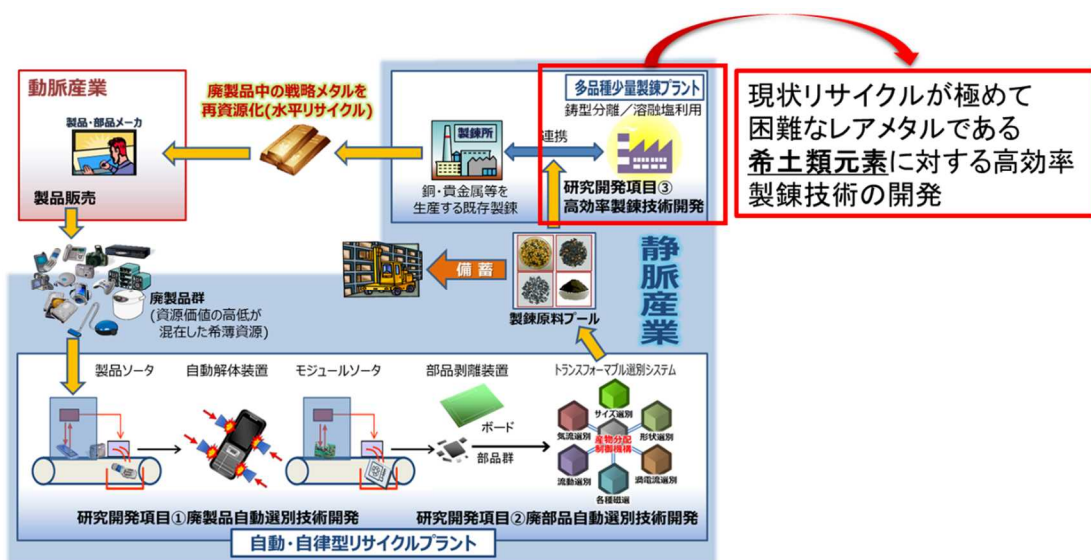 動脈産業
製品・部品メーカ
製品販売
廃製品中の戦略メタルを
再資源化(水平リサイクル)
製錬所
銅・貴金属等を
生産する既存製錬
連携
多品種少量製錬プラント
鋳型分離/溶融塩利用
研究開発項目③
高効率製錬技術開発
現状リサイクルが極めて
困難なレアメタルである
希土類元素に対する高効率
製錬技術の開発
静脈産業
備蓄
製錬原料プール
廃製品群
(資源価値の高低が
混在した希薄資源)
製品ソータ
自動解体装置
モジュールソータ
部品剥離装置
トランスフォーマブル選別システム
ボード
部品群
サイズ選別
気流選別
形状選別
産物分配
制御機構
流動選別
渦電流選別
各種磁選
研究開発項目①廃製品自動選別技術開発
研究開発項目②廃部品自動選別技術開発
自動・自律型リサイクルプラント